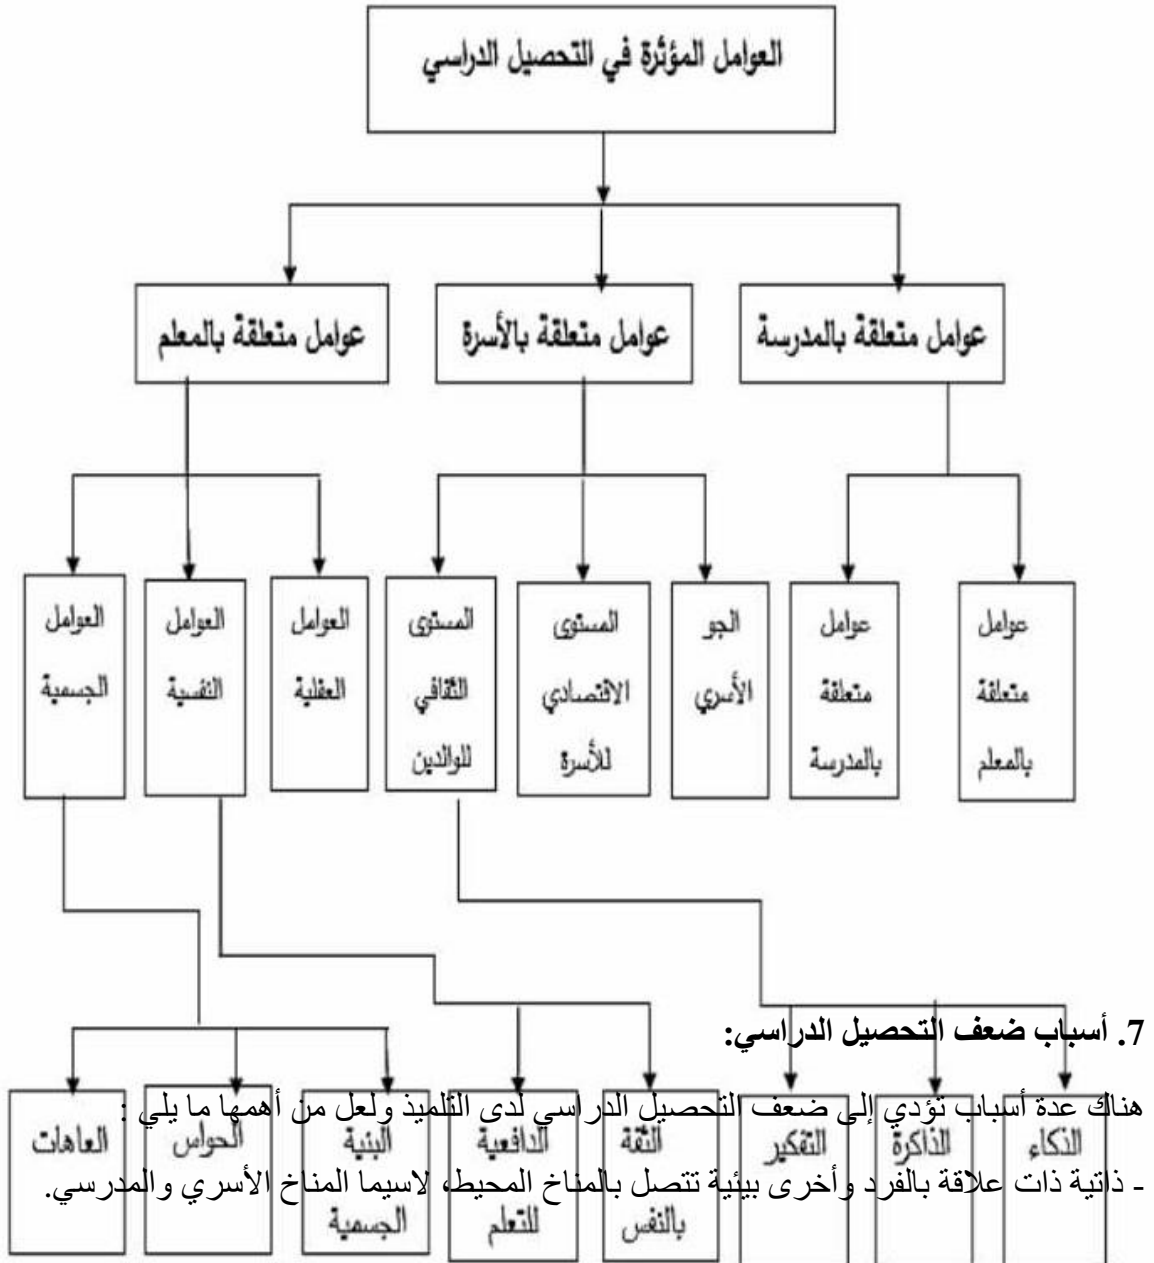 العوامل المؤثرة في التحصيل الدراسي
عوامل متعلقة بالمدرسة
عوامل متعلقة بالأسرة
عوامل متعلقة بالمعلم
عوامل
متعلقة
بالمعلم
عوامل
متعلقة
بالمدرسة
الجو
الأسري
المستوى
الاقتصادي
للأسرة
المستوى
الثقافي
للوالدين
العوامل
العقلية
العوامل
النفسية
العوامل
الجسمية
7. أسباب ضعف التحصيل الدراسي:
هناك عدة أسباب تؤدي إلى ضعف التحصيل الدراسي لدى التلميذ ولعل من أهمها ما يلي :
- ذاتية ذات علاقة بالفرد وأخرى بيئية تتصل بالمناخ المحيط، لاسيما المناخ الأسري والمدرسي.
الذكاء
الذاكرة
التفكير
الثقة
بالنفس
الدافعية
للتعلم
البنية
الجسمية
الحواس
العاهات